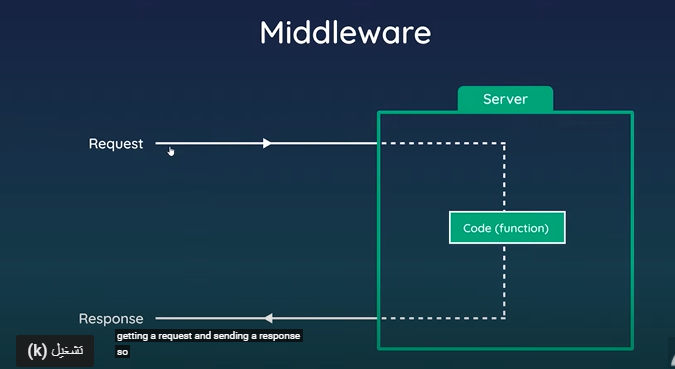 Middleware
Server
Request
Code (function)
Response
getting a request and sending a response
so
تشغيل (k)